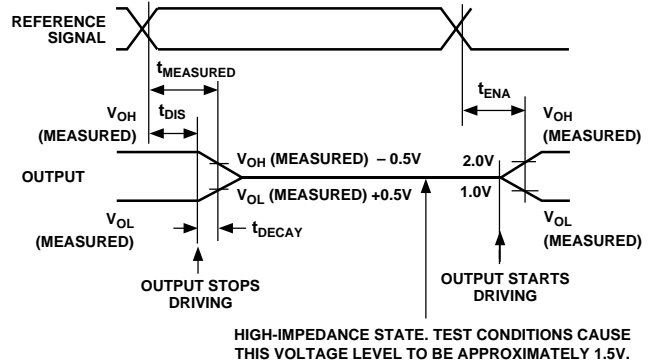 REFERENCE
SIGNAL
tMEASURED
tENA
tDIS
VOH
(MEASURED)
VOH
(MEASURED)
VOH (MEASURED) – 0.5V
2.0V
OUTPUT
VOL (MEASURED) +0.5V
1.0V
VOL
(MEASURED)
VOL
(MEASURED)
tDECAY
OUTPUT STOPS
DRIVING
OUTPUT STARTS
DRIVING
HIGH-IMPEDANCE STATE. TEST CONDITIONS CAUSE
THIS VOLTAGE LEVEL TO BE APPROXIMATELY 1.5V.